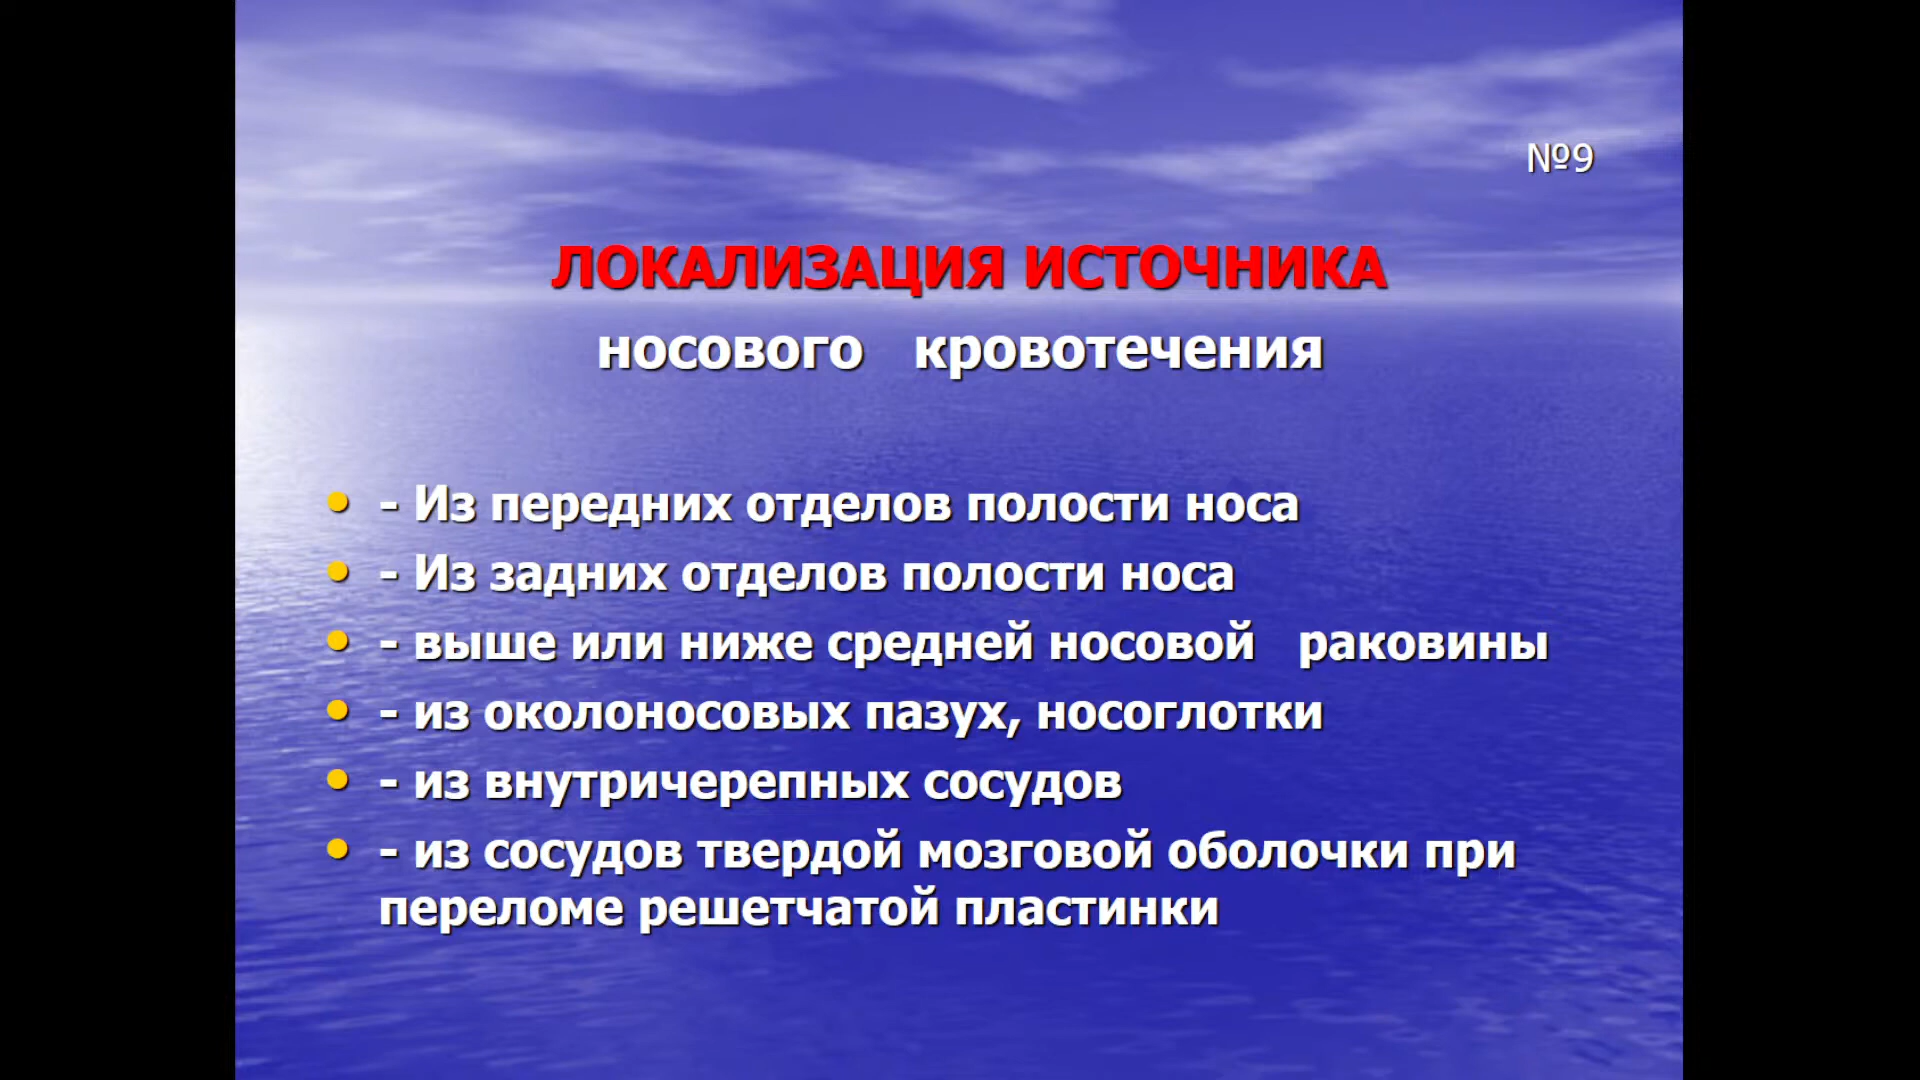 №9
ЛОКАЛИЗАЦИЯ ИСТОЧНИКА
носового кровотечения
- Из передних отделов полости носа
- Из задних отделов полости носа
- выше или ниже средней носовой раковины
- из околоносовых пазух, носоглотки
- из внутричерепных сосудов
- из сосудов твердой мозговой оболочки при
переломе решетчатой пластинки